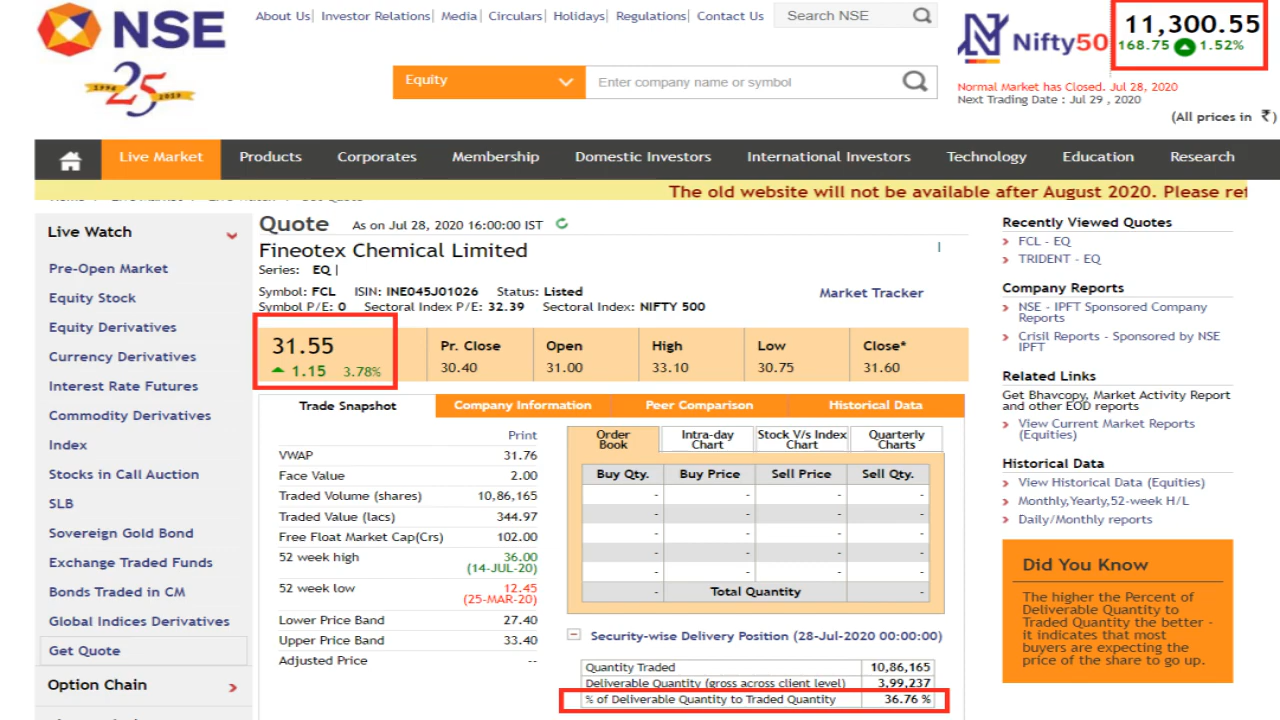 NSE
1994 25 2019
About Us| Investor Relations| Media| Circulars| Holidays| Regulations| Contact Us
Search NSE
Equity
Enter company name or symbol
Nifty50
11,300.55
168.75 1.52%
Normal Market has Closed. Jul 28, 2020
Next Trading Date : Jul 29 , 2020
(All prices in ₹)
Live Market Products Corporates Membership Domestic Investors International Investors Technology Education Research
The old website will not be available after August 2020. Please ref
Live Watch
Pre-Open Market
Equity Stock
Equity Derivatives
Currency Derivatives
Interest Rate Futures
Commodity Derivatives
Index
Stocks in Call Auction
SLB
Sovereign Gold Bond
Exchange Traded Funds
Bonds Traded in CM
Global Indices Derivatives
Get Quote
Option Chain
Quote As on Jul 28, 2020 16:00:00 IST
Fineotex Chemical Limited
Series: EQ |
Symbol: FCL ISIN: INE045J01026 Status: Listed
Symbol P/E: 0 Sectoral Index P/E: 32.39 Sectoral Index: NIFTY 500
Market Tracker
31.55
1.15 3.78%
Pr. Close Open High Low Close*
30.40 31.00 33.10 30.75 31.60
Trade Snapshot Company Information Peer Comparison Historical Data
Print
VWAP 31.76
Face Value 2.00
Traded Volume (shares) 10,86,165
Traded Value (lacs) 344.97
Free Float Market Cap(Crs) 102.00
52 week high 36.00
(14-JUL-20)
52 week low 12.45
(25-MAR-20)
Lower Price Band 27.40
Upper Price Band 33.40
Adjusted Price --
Order Book
Intra-day Chart
Stock V/s Index Chart
Quarterly Charts
Buy Qty. Buy Price Sell Price Sell Qty.
- - - -
- - - -
- - - -
- - - -
- - - -
- Total Quantity -
Security-wise Delivery Position (28-Jul-2020 00:00:00)
Quantity Traded 10,86,165
Deliverable Quantity (gross across client level) 3,99,237
% of Deliverable Quantity to Traded Quantity 36.76 %
Recently Viewed Quotes
FCL - EQ
TRIDENT - EQ
Company Reports
NSE - IPFT Sponsored Company
Reports
Crisil Reports - Sponsored by NSE
IPFT
Related Links
Get Bhavcopy, Market Activity Report
and other EOD reports
View Current Market Reports
(Equities)
Historical Data
View Historical Data (Equities)
Monthly,Yearly,52-week H/L
Daily/Monthly reports
Did You Know
The higher the Percent of
Deliverable Quantity to
Traded Quantity the better -
it indicates that most
buyers are expecting the
price of the share to go up.